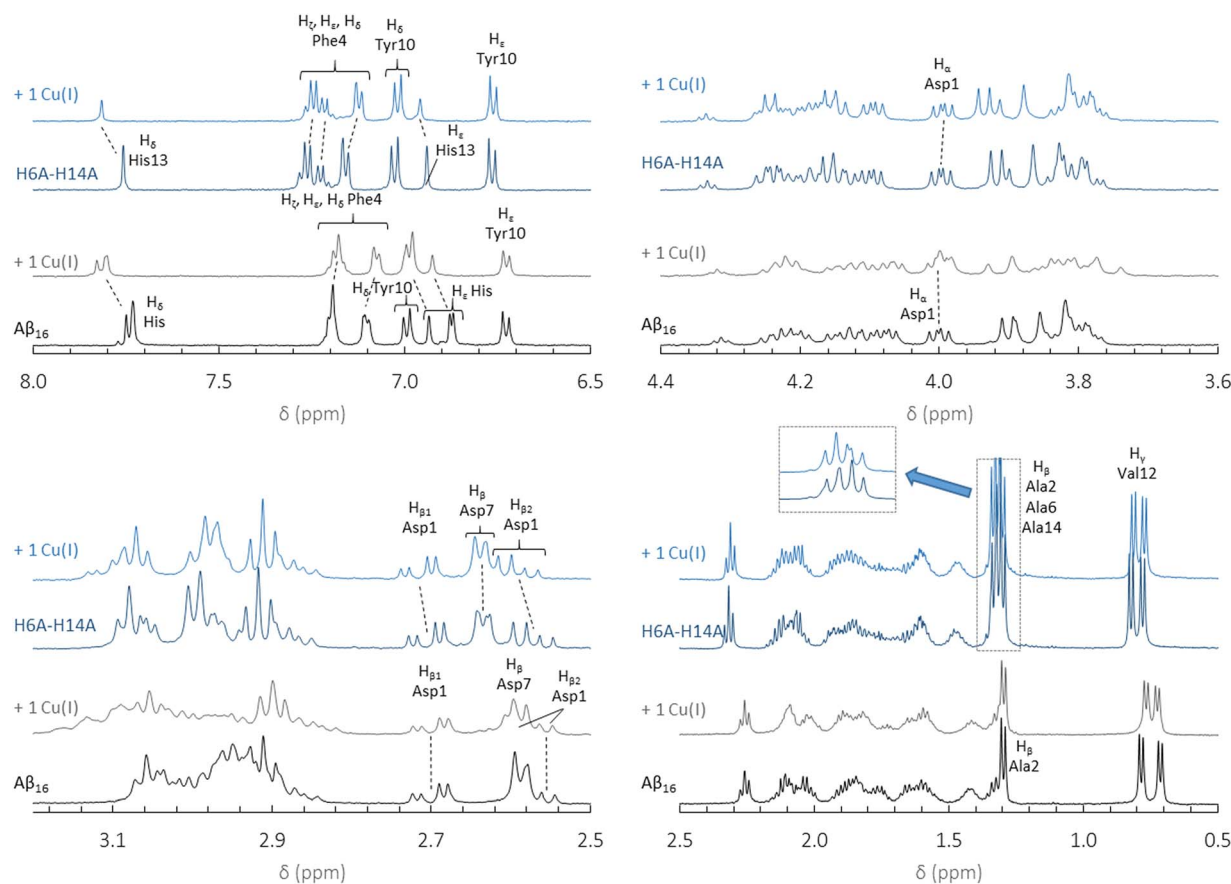 Hζ, Hε, Hδ
Phe4
Hδ
Tyr10
Hε
Tyr10
+ 1 Cu(I)
Hδ
His13
Hε
His13
H6A-H14A
Hζ, Hε, Hδ Phe4
Hε
Tyr10
+ 1 Cu(I)
Hδ
His
Hδ Tyr10
Hε His
Aβ16
8.0 7.5 7.0 6.5
δ (ppm)
Hα
Asp1
+ 1 Cu(I)
H6A-H14A
+ 1 Cu(I)
Hα
Asp1
Aβ16
4.4 4.2 4.0 3.8 3.6
δ (ppm)
Hβ1
Asp1
Hβ
Asp7
Hβ2
Asp1
+ 1 Cu(I)
H6A-H14A
Hβ1
Asp1
Hβ
Asp7
Hβ2
Asp1
+ 1 Cu(I)
Aβ16
3.1 2.9 2.7 2.5
δ (ppm)
Hβ
Ala2
Ala6
Ala14
Hγ
Val12
+ 1 Cu(I)
H6A-H14A
+ 1 Cu(I)
Hβ
Ala2
Aβ16
2.5 2.0 1.5 1.0 0.5
δ (ppm)